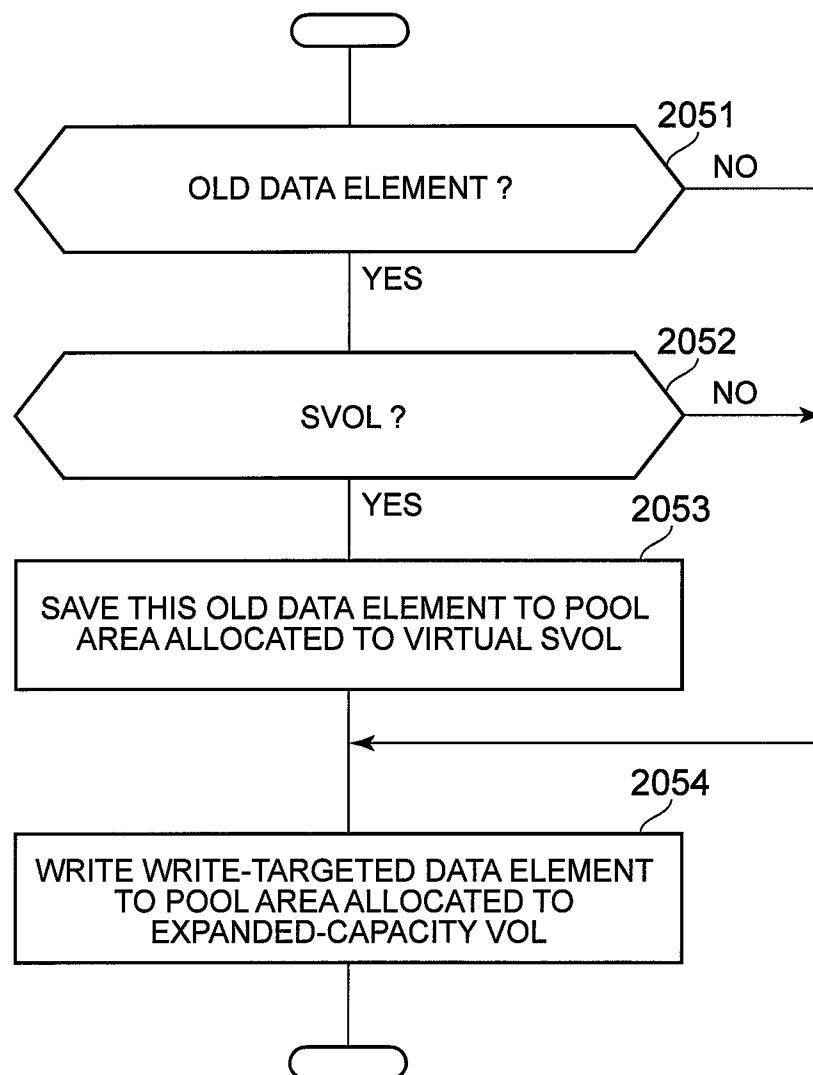 2051
OLD DATA ELEMENT ?
NO
YES
2052
SVOL ?
NO
YES
2053
SAVE THIS OLD DATA ELEMENT TO POOL
AREA ALLOCATED TO VIRTUAL SVOL
2054
WRITE WRITE-TARGETED DATA ELEMENT
TO POOL AREA ALLOCATED TO
EXPANDED-CAPACITY VOL